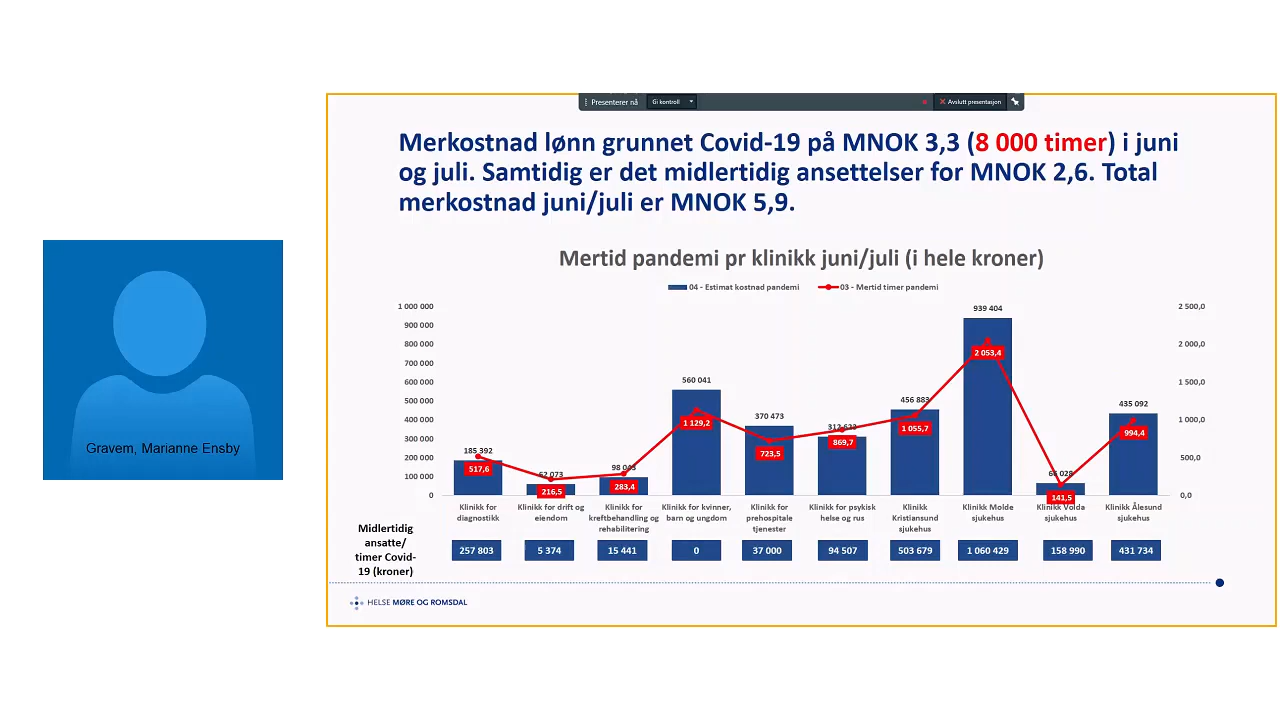 Presenterer nå
Gi kontroll
Avslutt presentasjon
Merkostnad lønn grunnet Covid-19 på MNOK 3,3 (8 000 timer) i juni
og juli. Samtidig er det midlertidig ansettelser for MNOK 2,6. Total
merkostnad juni/juli er MNOK 5,9.
Gravem, Marianne Ensby
Mertid pandemi pr klinikk juni/juli (i hele kroner)
04 - Estimat kostnad pandemi
03 - Mertid timer pandemi
1 000 000
900 000
800 000
700 000
600 000
500 000
400 000
300 000
200 000
100 000
0
2 500,0
2 000,0
1 500,0
1 000,0
500,0
0,0
185 392
62 073
98 043
560 041
370 473
456 883
939 404
435 092
517,6
216,5
283,4
1 129,2
723,5
869,7
1 055,7
2 053,4
141,5
994,4
Klinikk for
diagnostikk
Klinikk for drift og
eiendom
Klinikk for
kreftbehandling og
rehabilitering
Klinikk for kvinner,
barn og ungdom
Klinikk for
prehospitale
tjenester
Klinikk for psykisk
helse og rus
Klinikk
Kristiansund
sjukehus
Klinikk Molde
sjukehus
Klinikk Volda
sjukehus
Klinikk Ålesund
sjukehus
Midlertidig
ansatte/
timer Covid-
19 (kroner)
257 803
5 374
15 441
0
37 000
94 507
503 679
1 060 429
158 990
431 734
HELSE MØRE OG ROMSDAL